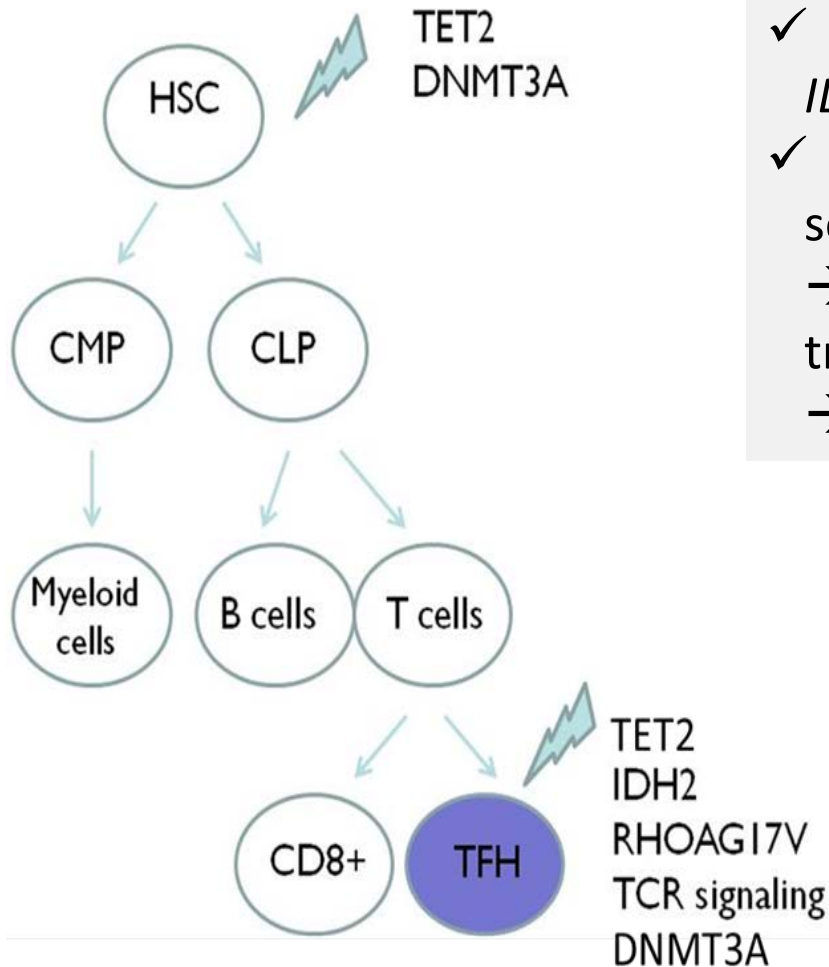 TET2
DNMT3A
HSC
✓
✓
→
→
CMP
CLP
Myeloid
cells
B cells
T cells
TET2
IDH2
RHOAG17V
TCR signaling
DNMT3A
CD8+
TFH